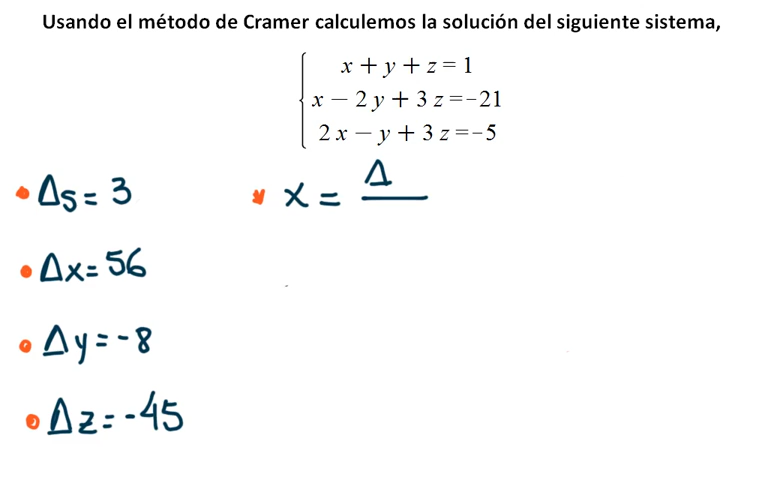 Usando el método de Cramer calculemos la solución del siguiente sistema,
x + y + z = 1
x − 2 y + 3 z = −21
2 x − y + 3 z = −5
• Δs = 3
• x = Δ
• Δx = 56
• Δy = -8
• Δz = -45